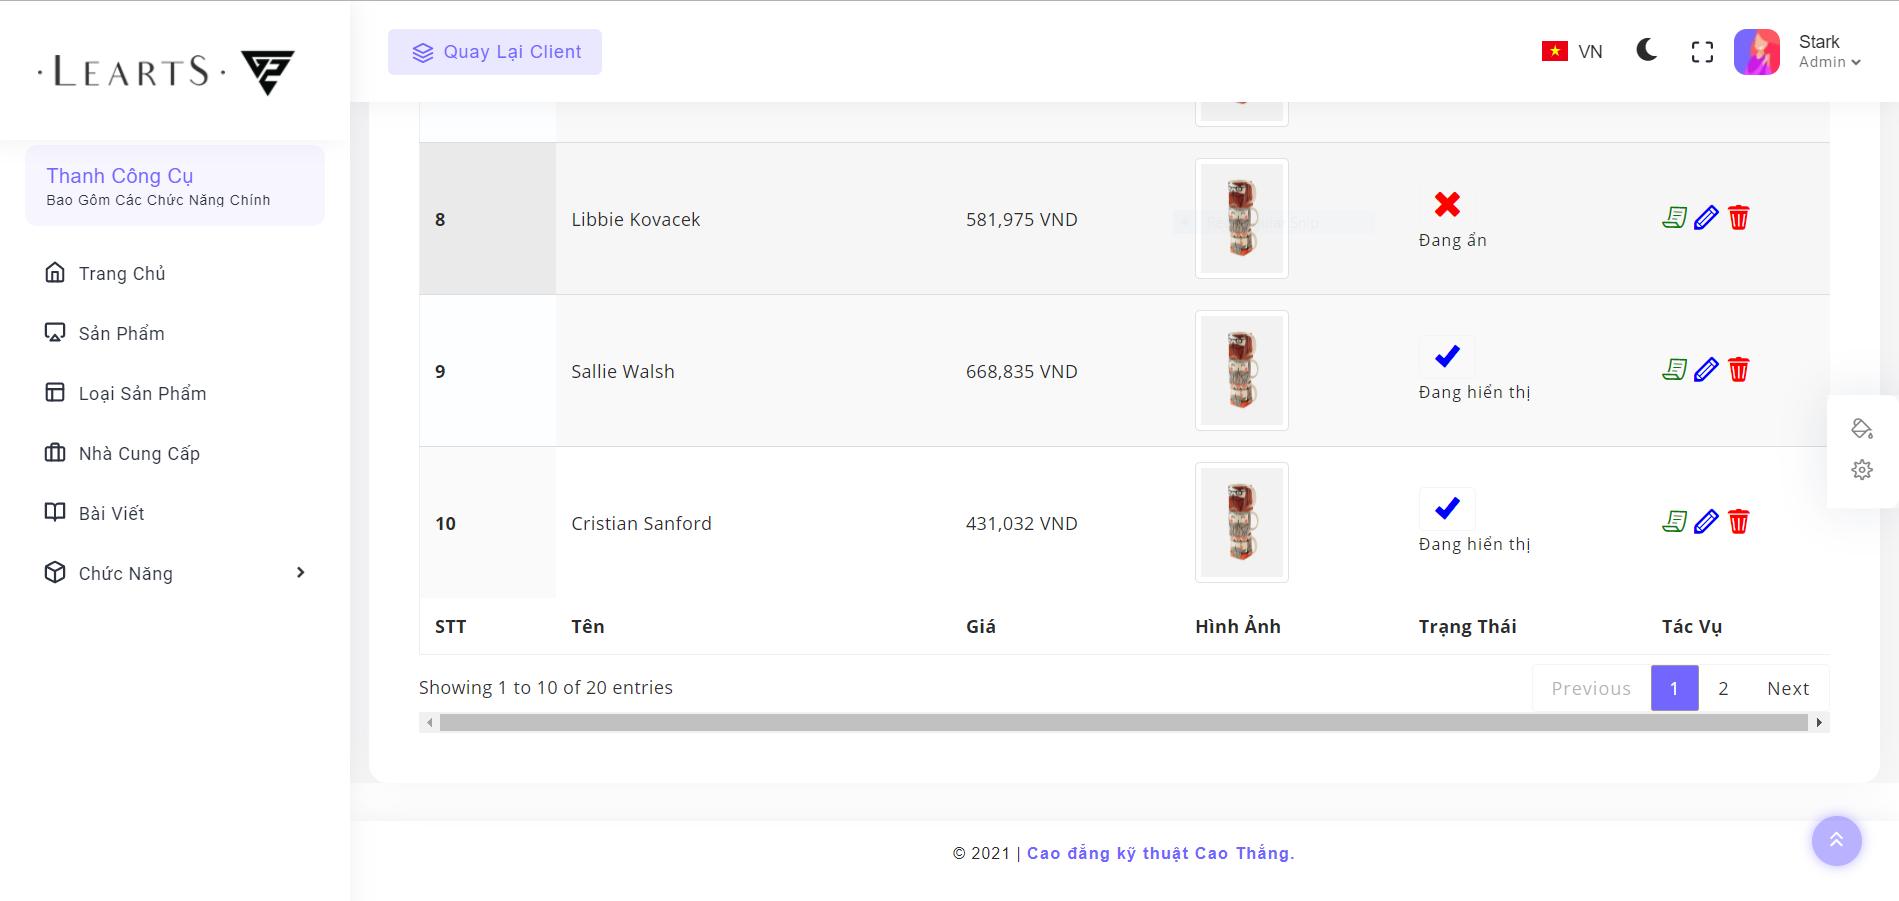 · LEARTS ·
Quay Lại Client
VN
Stark
Admin
Thanh Công Cụ
Bao Gôm Các Chức Năng Chính
Trang Chủ
Sản Phẩm
Loại Sản Phẩm
Nhà Cung Cấp
Bài Viết
Chức Năng
8 Libbie Kovacek 581,975 VND Đang ẩn
9 Sallie Walsh 668,835 VND Đang hiển thị
10 Cristian Sanford 431,032 VND Đang hiển thị
STT Tên Giá Hình Ảnh Trạng Thái Tác Vụ
Showing 1 to 10 of 20 entries
Previous 1 2 Next
© 2021 | Cao đẳng kỹ thuật Cao Thắng.